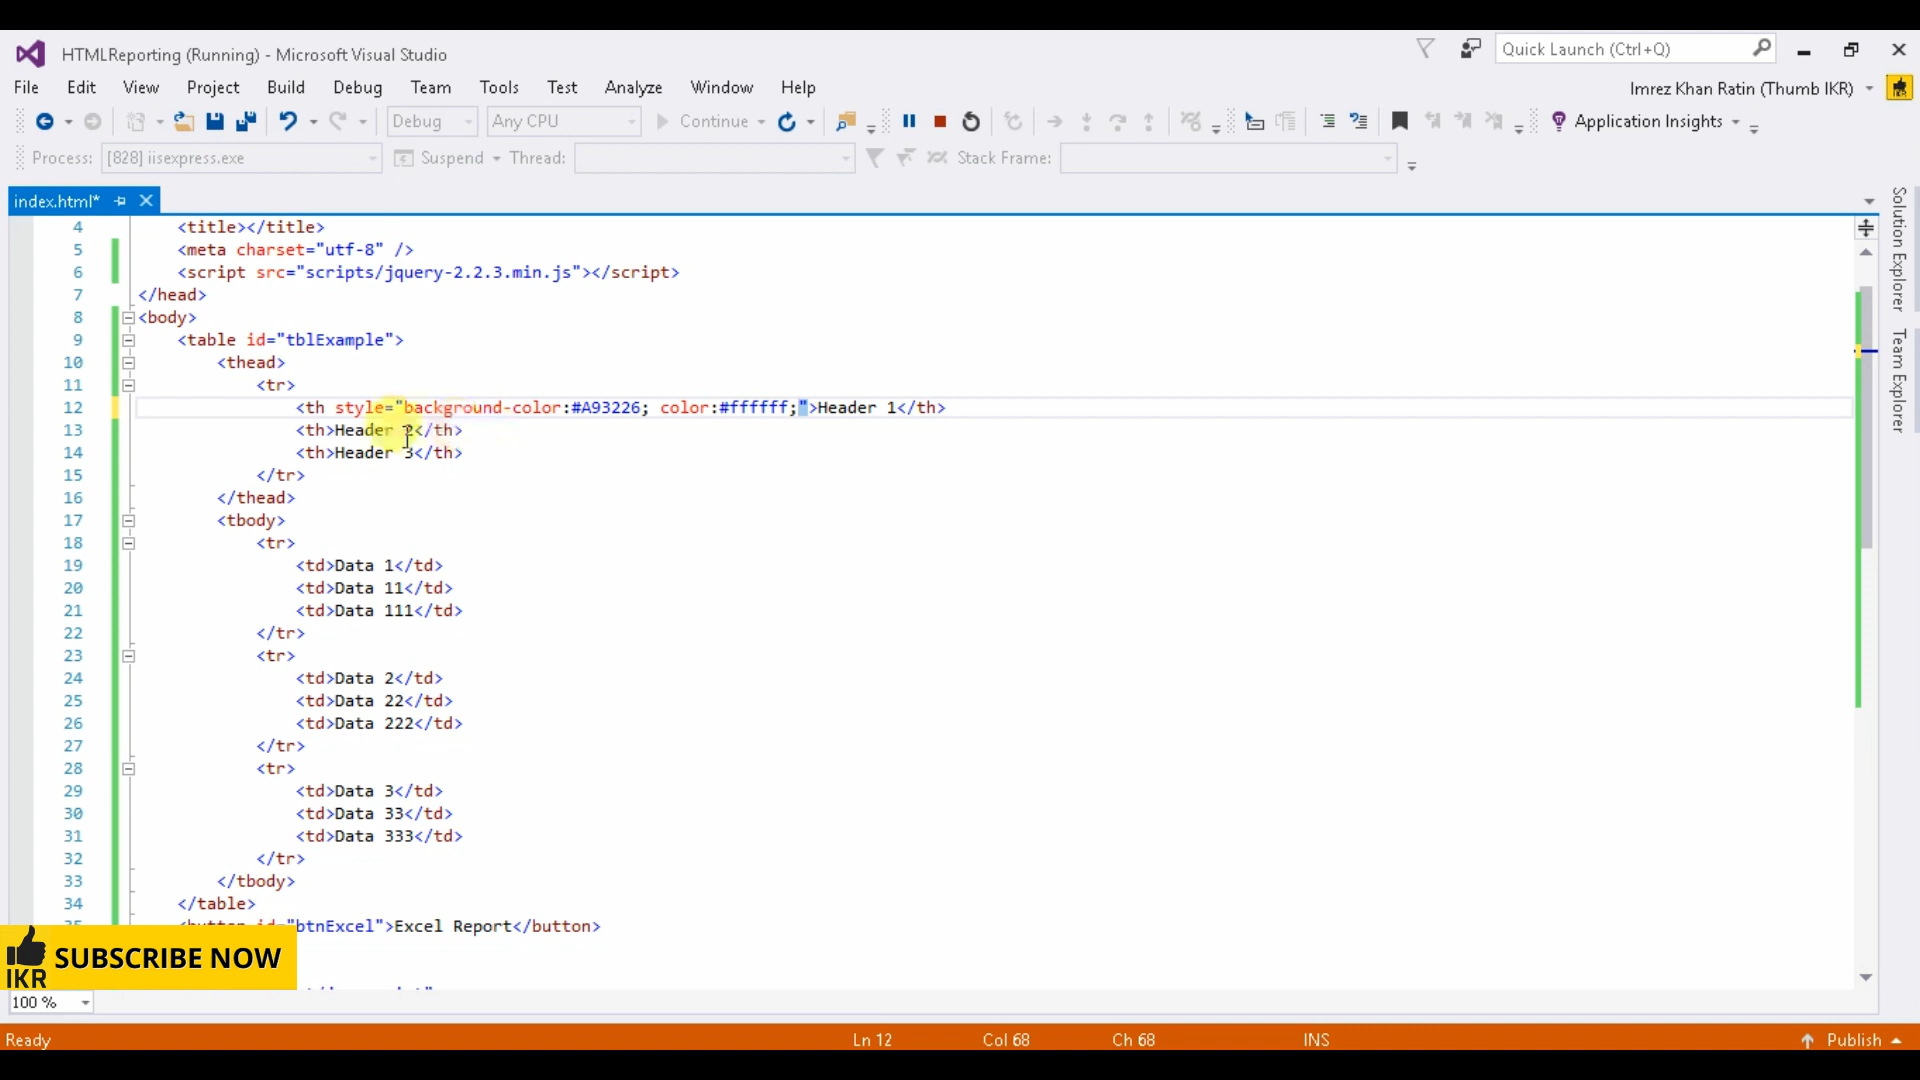 HTMLReporting (Running) - Microsoft Visual Studio
Quick Launch (Ctrl+Q)
File Edit View Project Build Debug Team Tools Test Analyze Window Help
Imrez Khan Ratin (Thumb IKR)
Debug Any CPU Continue Application Insights
Process: [828] iisexpress.exe Suspend Thread: Stack Frame:
index.html*
Solution Explorer
Team Explorer
4 <title></title>
5 <meta charset="utf-8" />
6 <script src="scripts/jquery-2.2.3.min.js"></script>
7 </head>
8 <body>
9 <table id="tblExample">
10 <thead>
11 <tr>
12 <th style="background-color:#A93226; color:#ffffff;">Header 1</th>
13 <th>Header 2</th>
14 <th>Header 3</th>
15 </tr>
16 </thead>
17 <tbody>
18 <tr>
19 <td>Data 1</td>
20 <td>Data 11</td>
21 <td>Data 111</td>
22 </tr>
23 <tr>
24 <td>Data 2</td>
25 <td>Data 22</td>
26 <td>Data 222</td>
27 </tr>
28 <tr>
29 <td>Data 3</td>
30 <td>Data 33</td>
31 <td>Data 333</td>
32 </tr>
33 </tbody>
34 </table>
<button id="btnExcel">Excel Report</button>
IKR SUBSCRIBE NOW
100 %
Ready Ln 12 Col 68 Ch 68 INS Publish